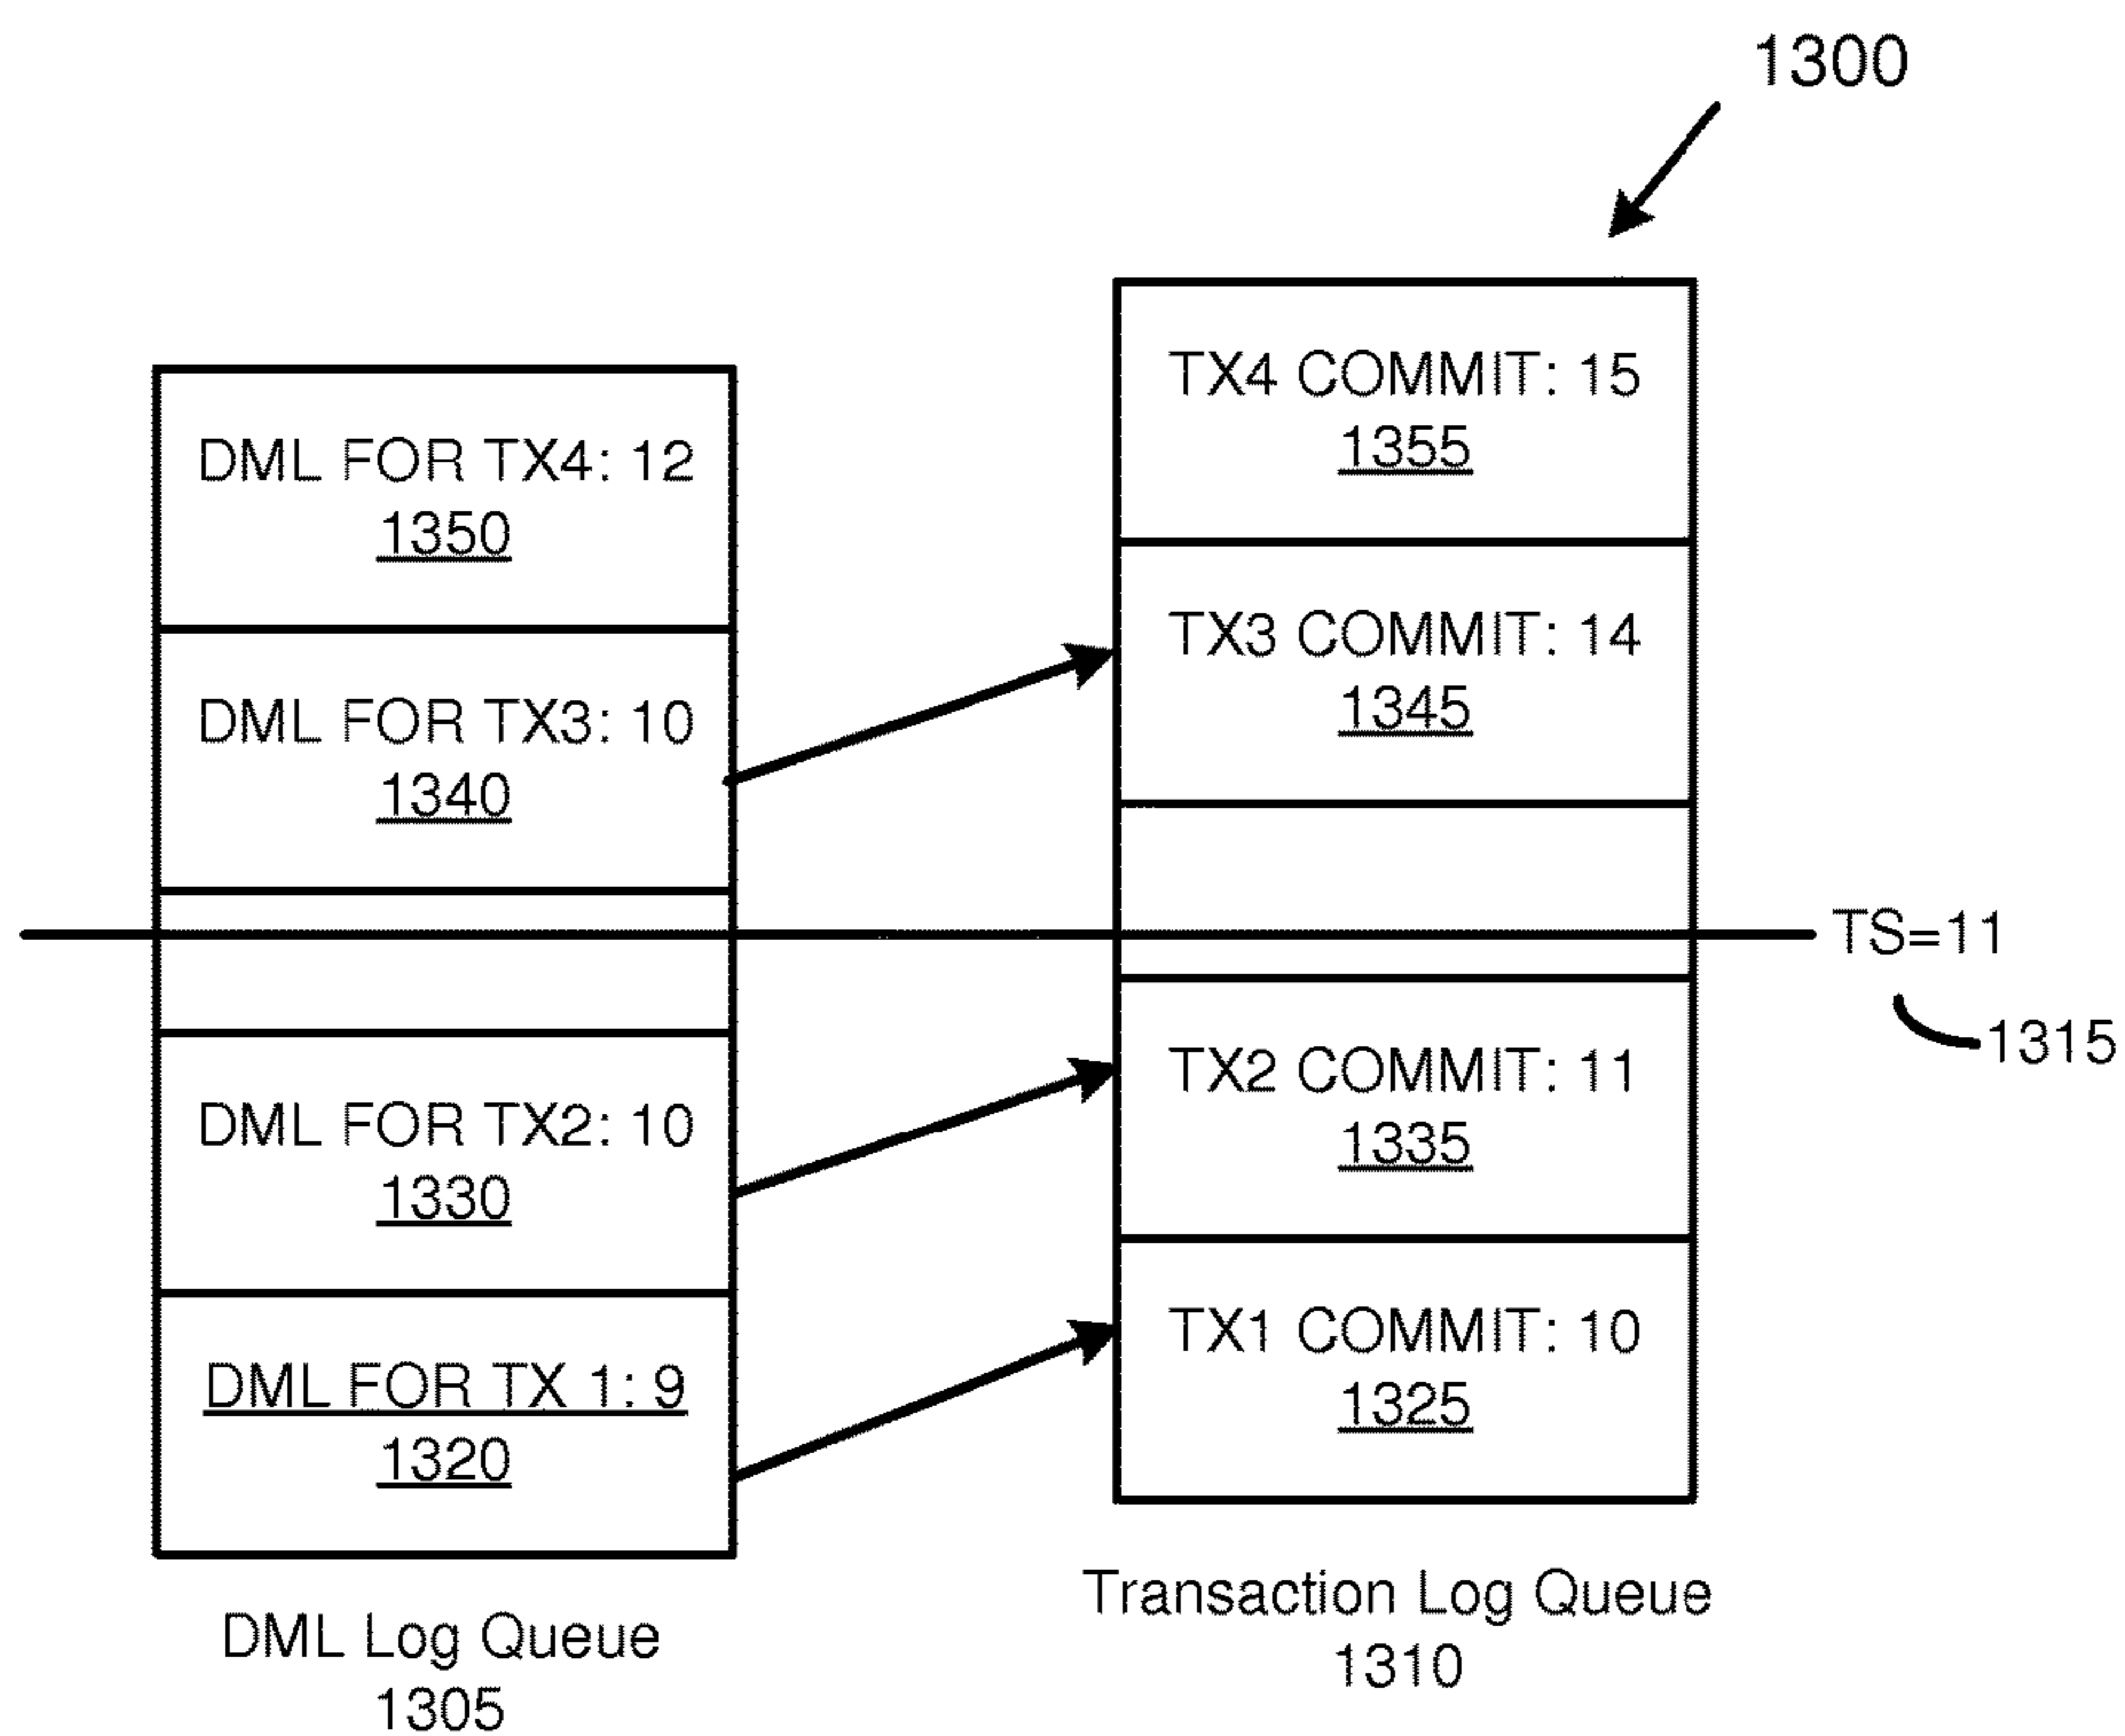 1300
DML FOR TX4: 12
1350
DML FOR TX3: 10
1340
DML FOR TX2: 10
1330
DML FOR TX 1: 9
1320
DML Log Queue
1305
TX4 COMMIT: 15
1355
TX3 COMMIT: 14
1345
TX2 COMMIT: 11
1335
TX1 COMMIT: 10
1325
Transaction Log Queue
1310
TS=11
1315